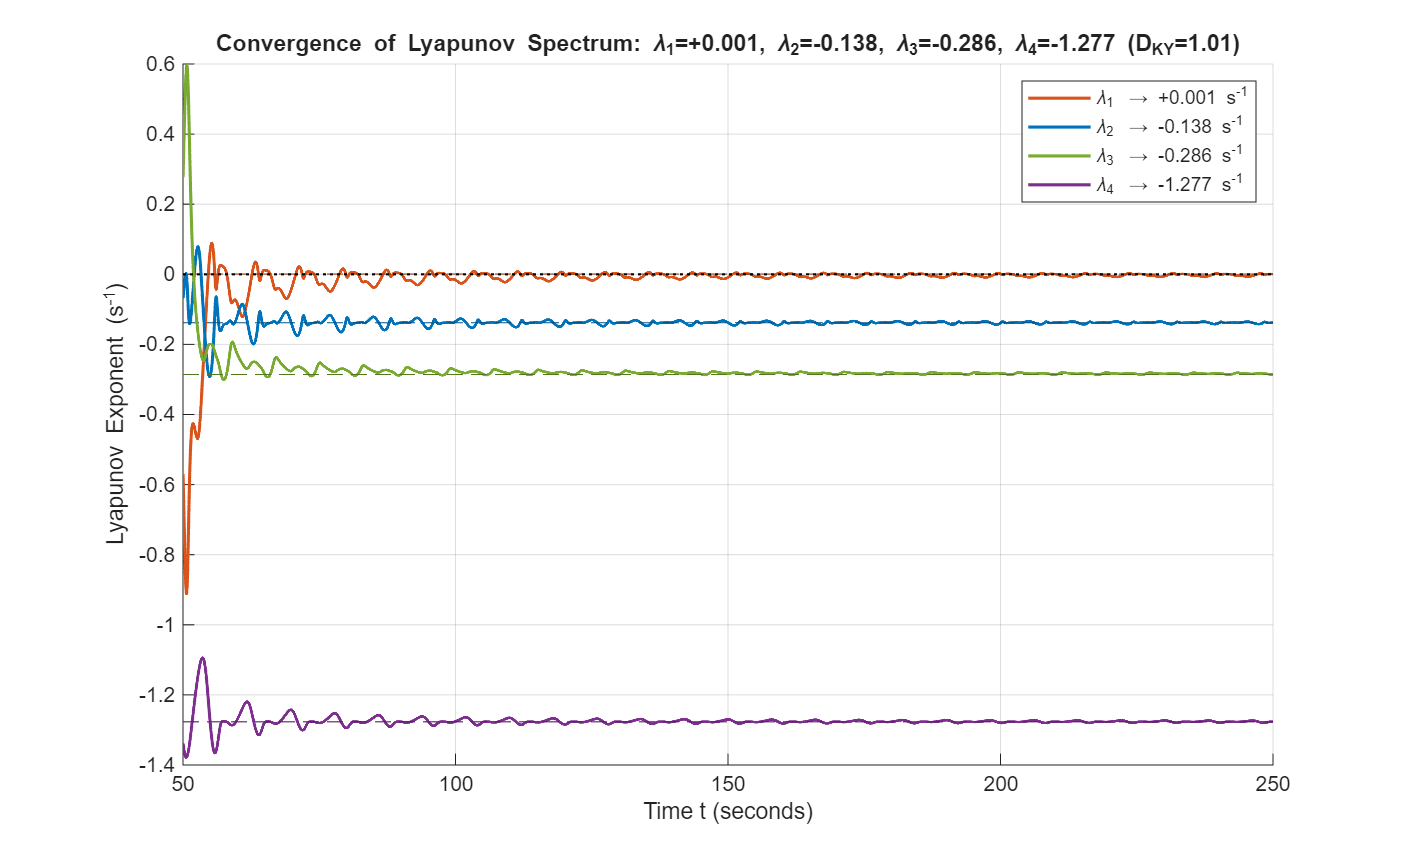 Convergence of Lyapunov Spectrum: λ₁=+0.001, λ₂=-0.138, λ₃=-0.286, λ₄=-1.277 (D_KY=1.01)
λ₁ → +0.001 s⁻¹
λ₂ → -0.138 s⁻¹
λ₃ → -0.286 s⁻¹
λ₄ → -1.277 s⁻¹
Lyapunov Exponent (s⁻¹)
0.6
0.4
0.2
0
-0.2
-0.4
-0.6
-0.8
-1
-1.2
-1.4
50 100 150 200 250
Time t (seconds)